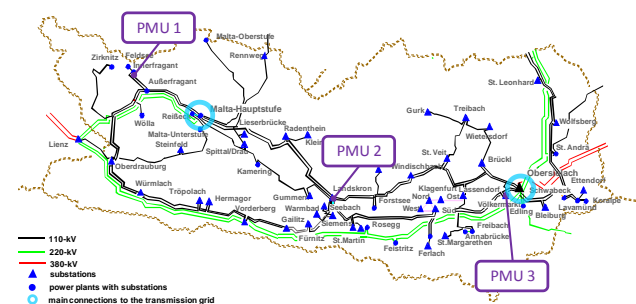 PMU 1
Malta-Oberstufe
Feldsee
Zirknitz
Innerfragant
Rennweg
Außerfragant
St. Leonhard
Reißeck
Malta-Hauptstufe
Gurk
Treibach
Wölla
Lieserbrücke
Wolfsberg
Malta-Unterstufe
Radenthein
Wietersdorf
Lienz
Steinfeld
Klein
PMU 2
St. Andrä
Spittal/Drau
St. Veit
Oberdrauburg
Windischbach
Brückl
Kamering
Obersielach
Würmlach
Landskron
Klagenfurt
Lassendorf
Schwabeck
Ettendorf
Tröpolach
Hermagor
Gummern
Seebach
Forstsee
Nord
Ost
Völkermarkt
Lavamünd
Koralpe
Vorderberg
Warmbad
West
Süd
Edling
Bleiburg
Gailitz
Siemens
Rosegg
Freibach
110-kV
Fürnitz
St.Martin
St.Margarethen
Annabrücke
220-kV
Feistritz
Ferlach
380-kV
substations
PMU 3
power plants with substations
main connections to the transmission grid